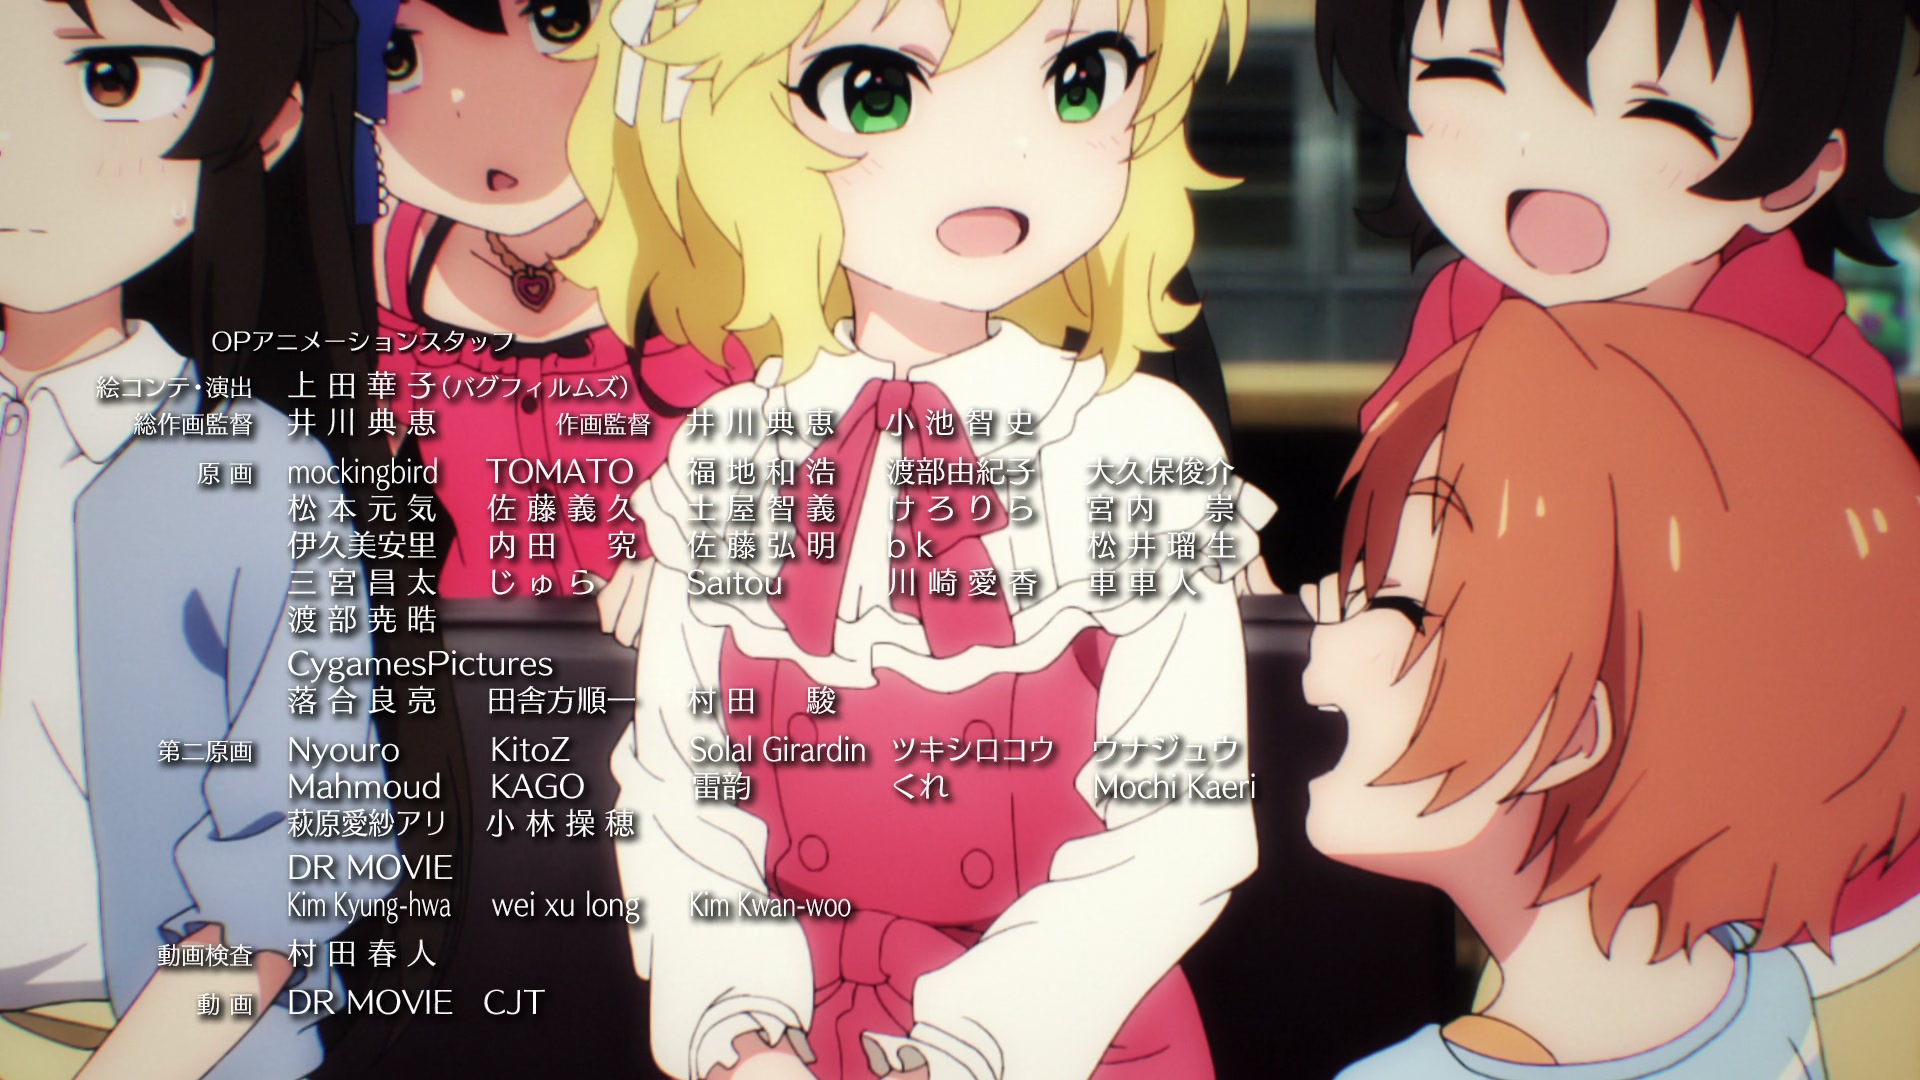 OPアニメーションスタッフ
絵コンテ・演出 上田華子(バグフィルムズ)
総作画監督 井川典恵 作画監督 井川典恵 小池智史
原画 mockingbird TOMATO 福地和浩 渡部由紀子 大久保俊介
松本元気 佐藤義久 土屋智義 けろりら 宮内崇
伊久美安里 内田究 佐藤弘明 bk 松井瑠生
三宮昌太 じゅら Saitou 川崎愛香 車車人
渡部尭晧
CygamesPictures
落合良亮 田舎方順一 村田駿
第二原画 Nyouro KitoZ Solal Girardin ツキシロコウ ウナジュウ
Mahmoud KAGO 雷韵 くれ Mochi Kaeri
萩原愛紗アリ 小林操穂
DR MOVIE
Kim Kyung-hwa wei xu long Kim Kwan-woo
動画検査 村田春人
動画 DR MOVIE CJT